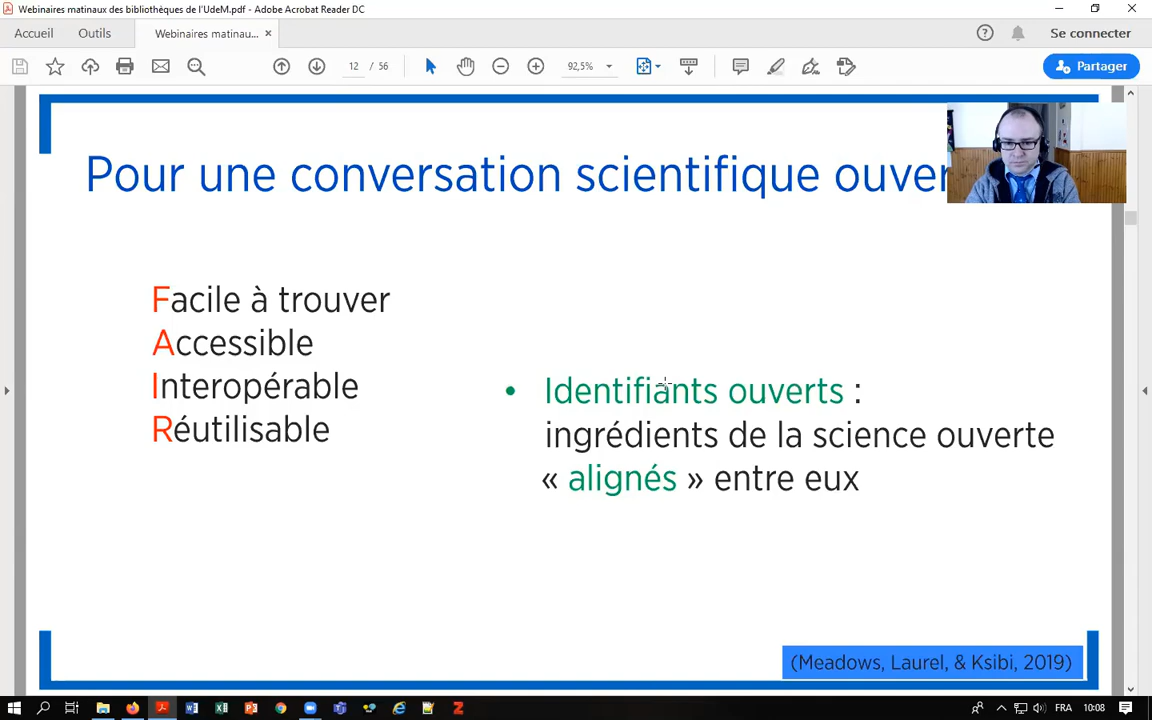 Webinaires matinaux des bibliothèques de l'UdeM.pdf - Adobe Acrobat Reader DC
Accueil
Outils
Webinaires matinau...
Se connecter
12 / 56
92,5%
Partager
Pour une conversation scientifique ouver
Facile à trouver
Accessible
Interopérable
Réutilisable
• Identifiants ouverts :
ingrédients de la science ouverte
« alignés » entre eux
(Meadows, Laurel, & Ksibi, 2019)
FRA
10:08